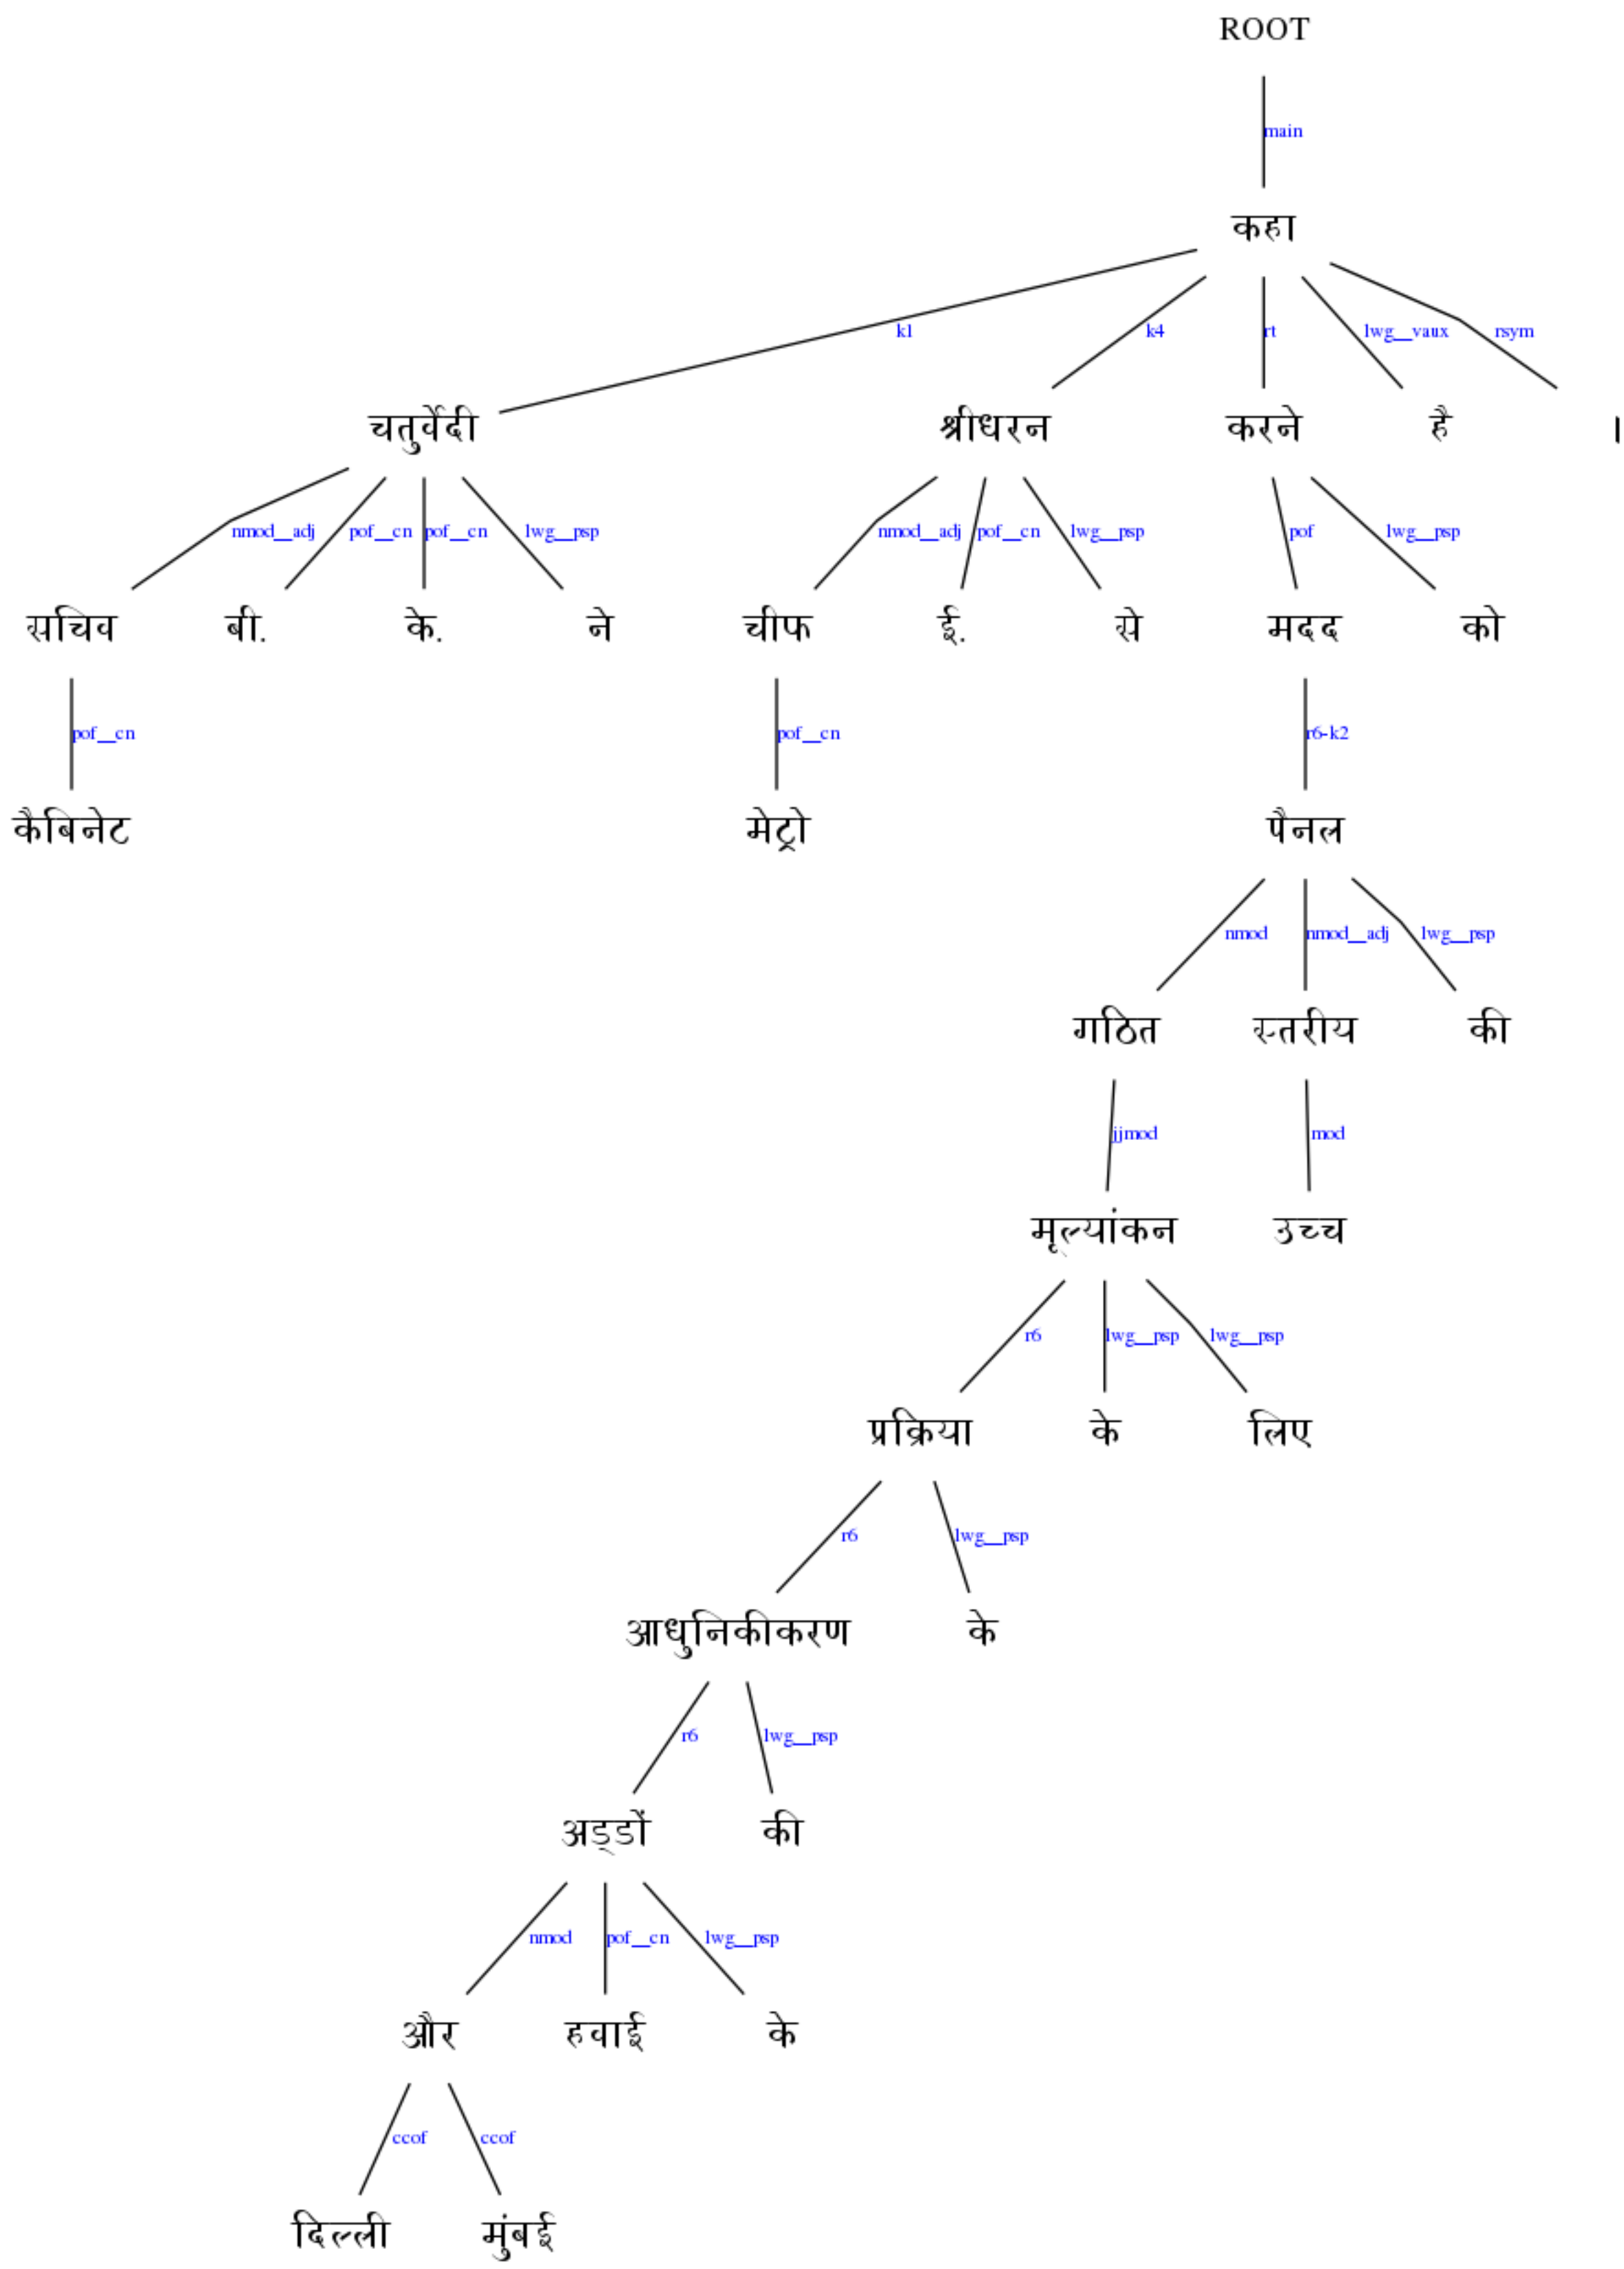 ROOT
main
कहा
k1 k4 rt lwg__vaux rsym
चतुर्वेदी श्रीधरन करने है ।
nmod__adj pof__cn pof__cn lwg__psp nmod__adj pof__cn lwg__psp pof lwg__psp
सचिव बी. के. ने चीफ ई. से मदद को
pof__cn pof__cn r6-k2
कैबिनेट मेट्रो पैनल
nmod nmod__adj lwg__psp
गठित स्तरीय की
jjmod mod
मूल्यांकन उच्च
r6 lwg__psp lwg__psp
प्रक्रिया के लिए
r6 lwg__psp
आधुनिकीकरण के
r6 lwg__psp
अड्डों की
nmod pof__cn lwg__psp
और हवाई के
ccof ccof
दिल्ली मुंबई